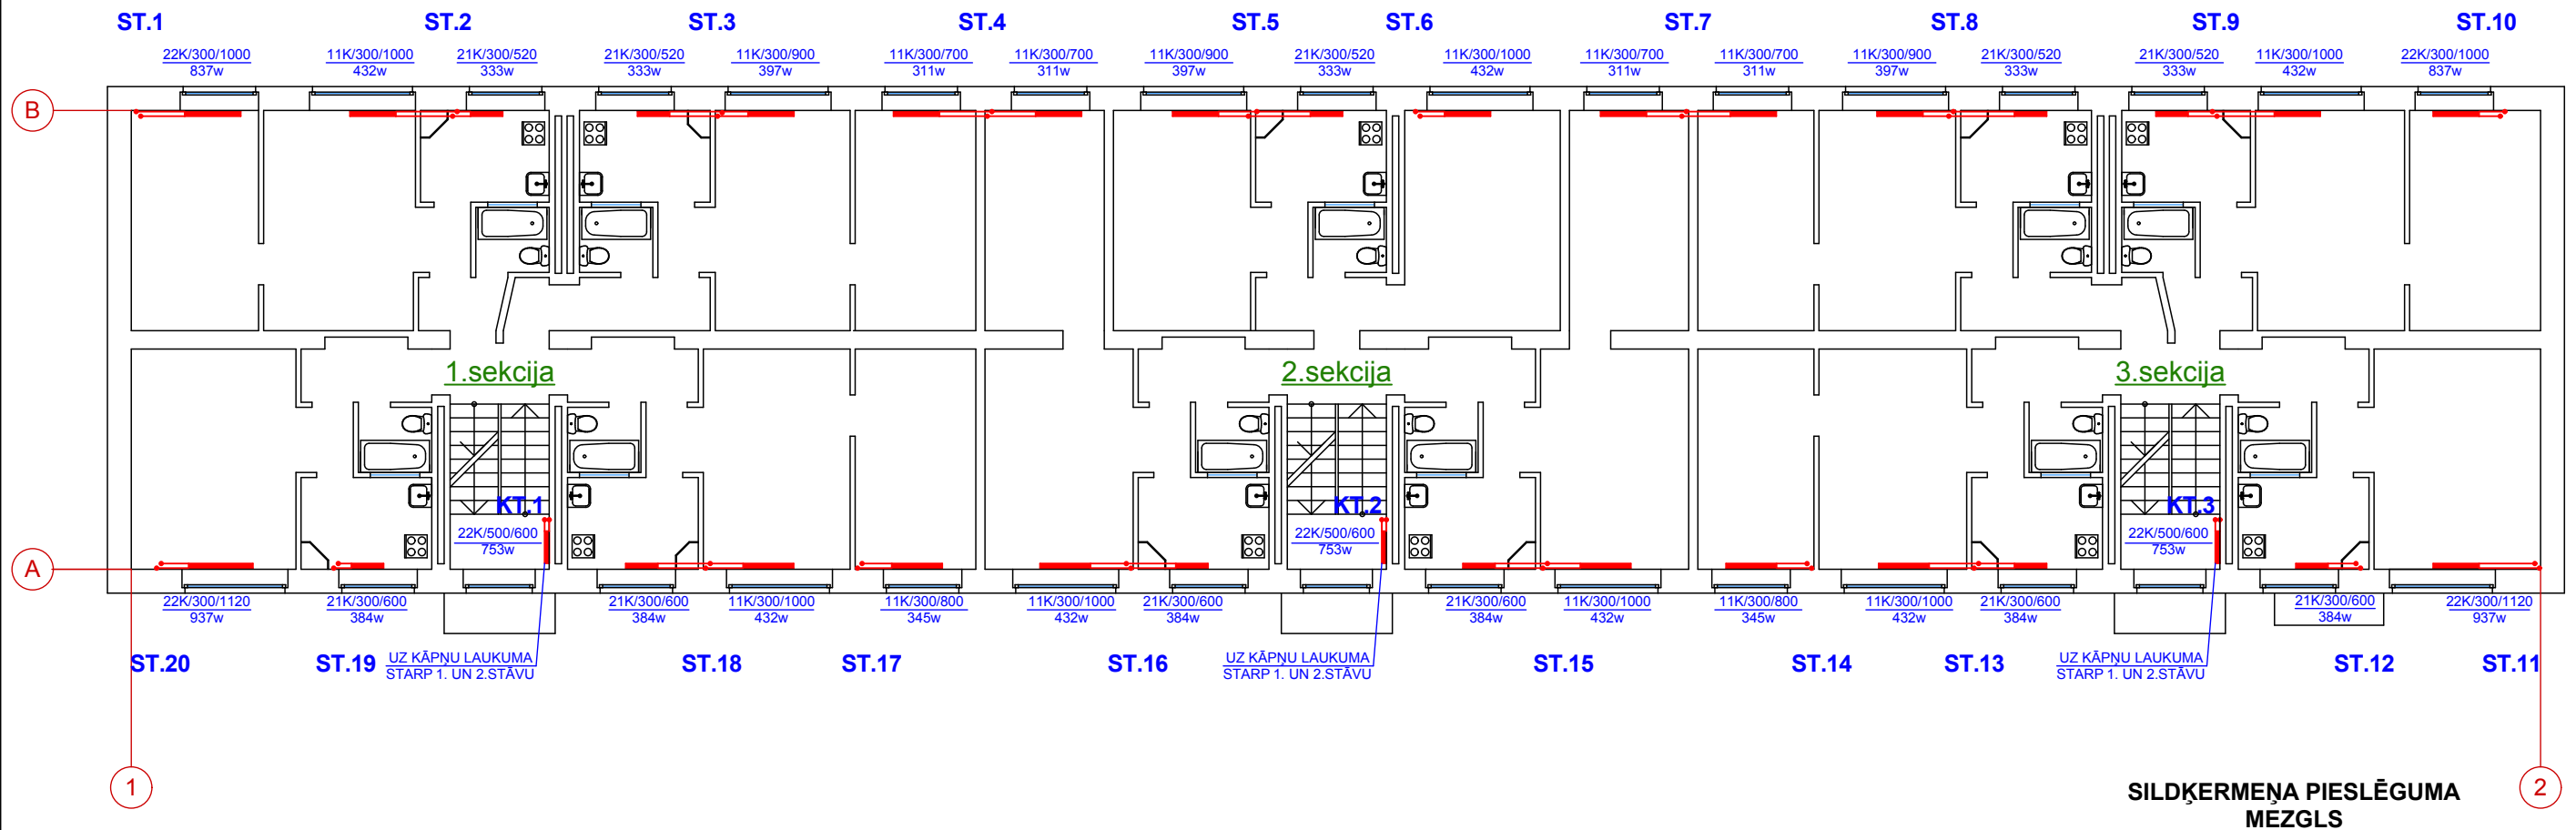 ST.1 ST.2 ST.3 ST.4 ST.5 ST.6 ST.7 ST.8 ST.9 ST.10
22K/300/1000 11K/300/1000 21K/300/520 21K/300/520 11K/300/900 11K/300/700 11K/300/700 11K/300/900 21K/300/520 11K/300/1000 11K/300/700 11K/300/700 11K/300/900 21K/300/520 21K/300/520 11K/300/1000 22K/300/1000
837w 432w 333w 333w 397w 311w 311w 397w 333w 432w 311w 311w 397w 333w 333w 432w 837w
B
1.sekcija 2.sekcija 3.sekcija
KT.1 KT.2 KT.3
22K/500/600 22K/500/600 22K/500/600
753w 753w 753w
A
22K/300/1120 21K/300/600 21K/300/600 11K/300/1000 11K/300/800 11K/300/1000 21K/300/600 21K/300/600 11K/300/1000 11K/300/800 11K/300/1000 21K/300/600 21K/300/600 22K/300/1120
937w 384w 384w 432w 345w 432w 384w 384w 432w 345w 432w 384w 384w 937w
ST.20 ST.19 UZ KĀPŅU LAUKUMA ST.18 ST.17 ST.16 UZ KĀPŅU LAUKUMA ST.15 ST.14 ST.13 UZ KĀPŅU LAUKUMA ST.12 ST.11
STARP 1. UN 2.STĀVU STARP 1. UN 2.STĀVU STARP 1. UN 2.STĀVU
1 2
SILDĶERMEŅA PIESLĒGUMA
MEZGLS